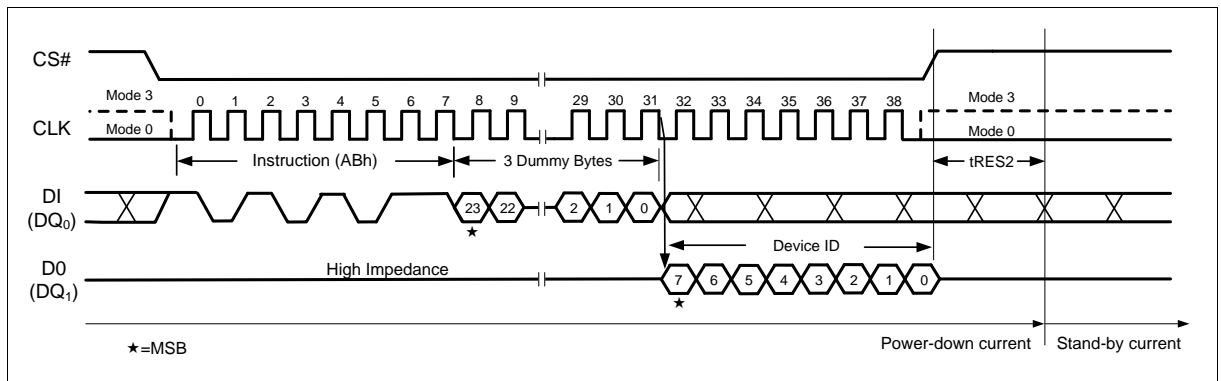 CS#
Mode 3
0 1 2 3 4 5 6 7 8 9 29 30 31 32 33 34 35 36 37 38
Mode 3
CLK
Mode 0
Mode 0
Instruction (ABh)
3 Dummy Bytes
tRES2
DI
(DQ0)
23 22 2 1 0
★
Device ID
D0
(DQ1)
High Impedance
7 6 5 4 3 2 1 0
★
★=MSB
Power-down current
Stand-by current